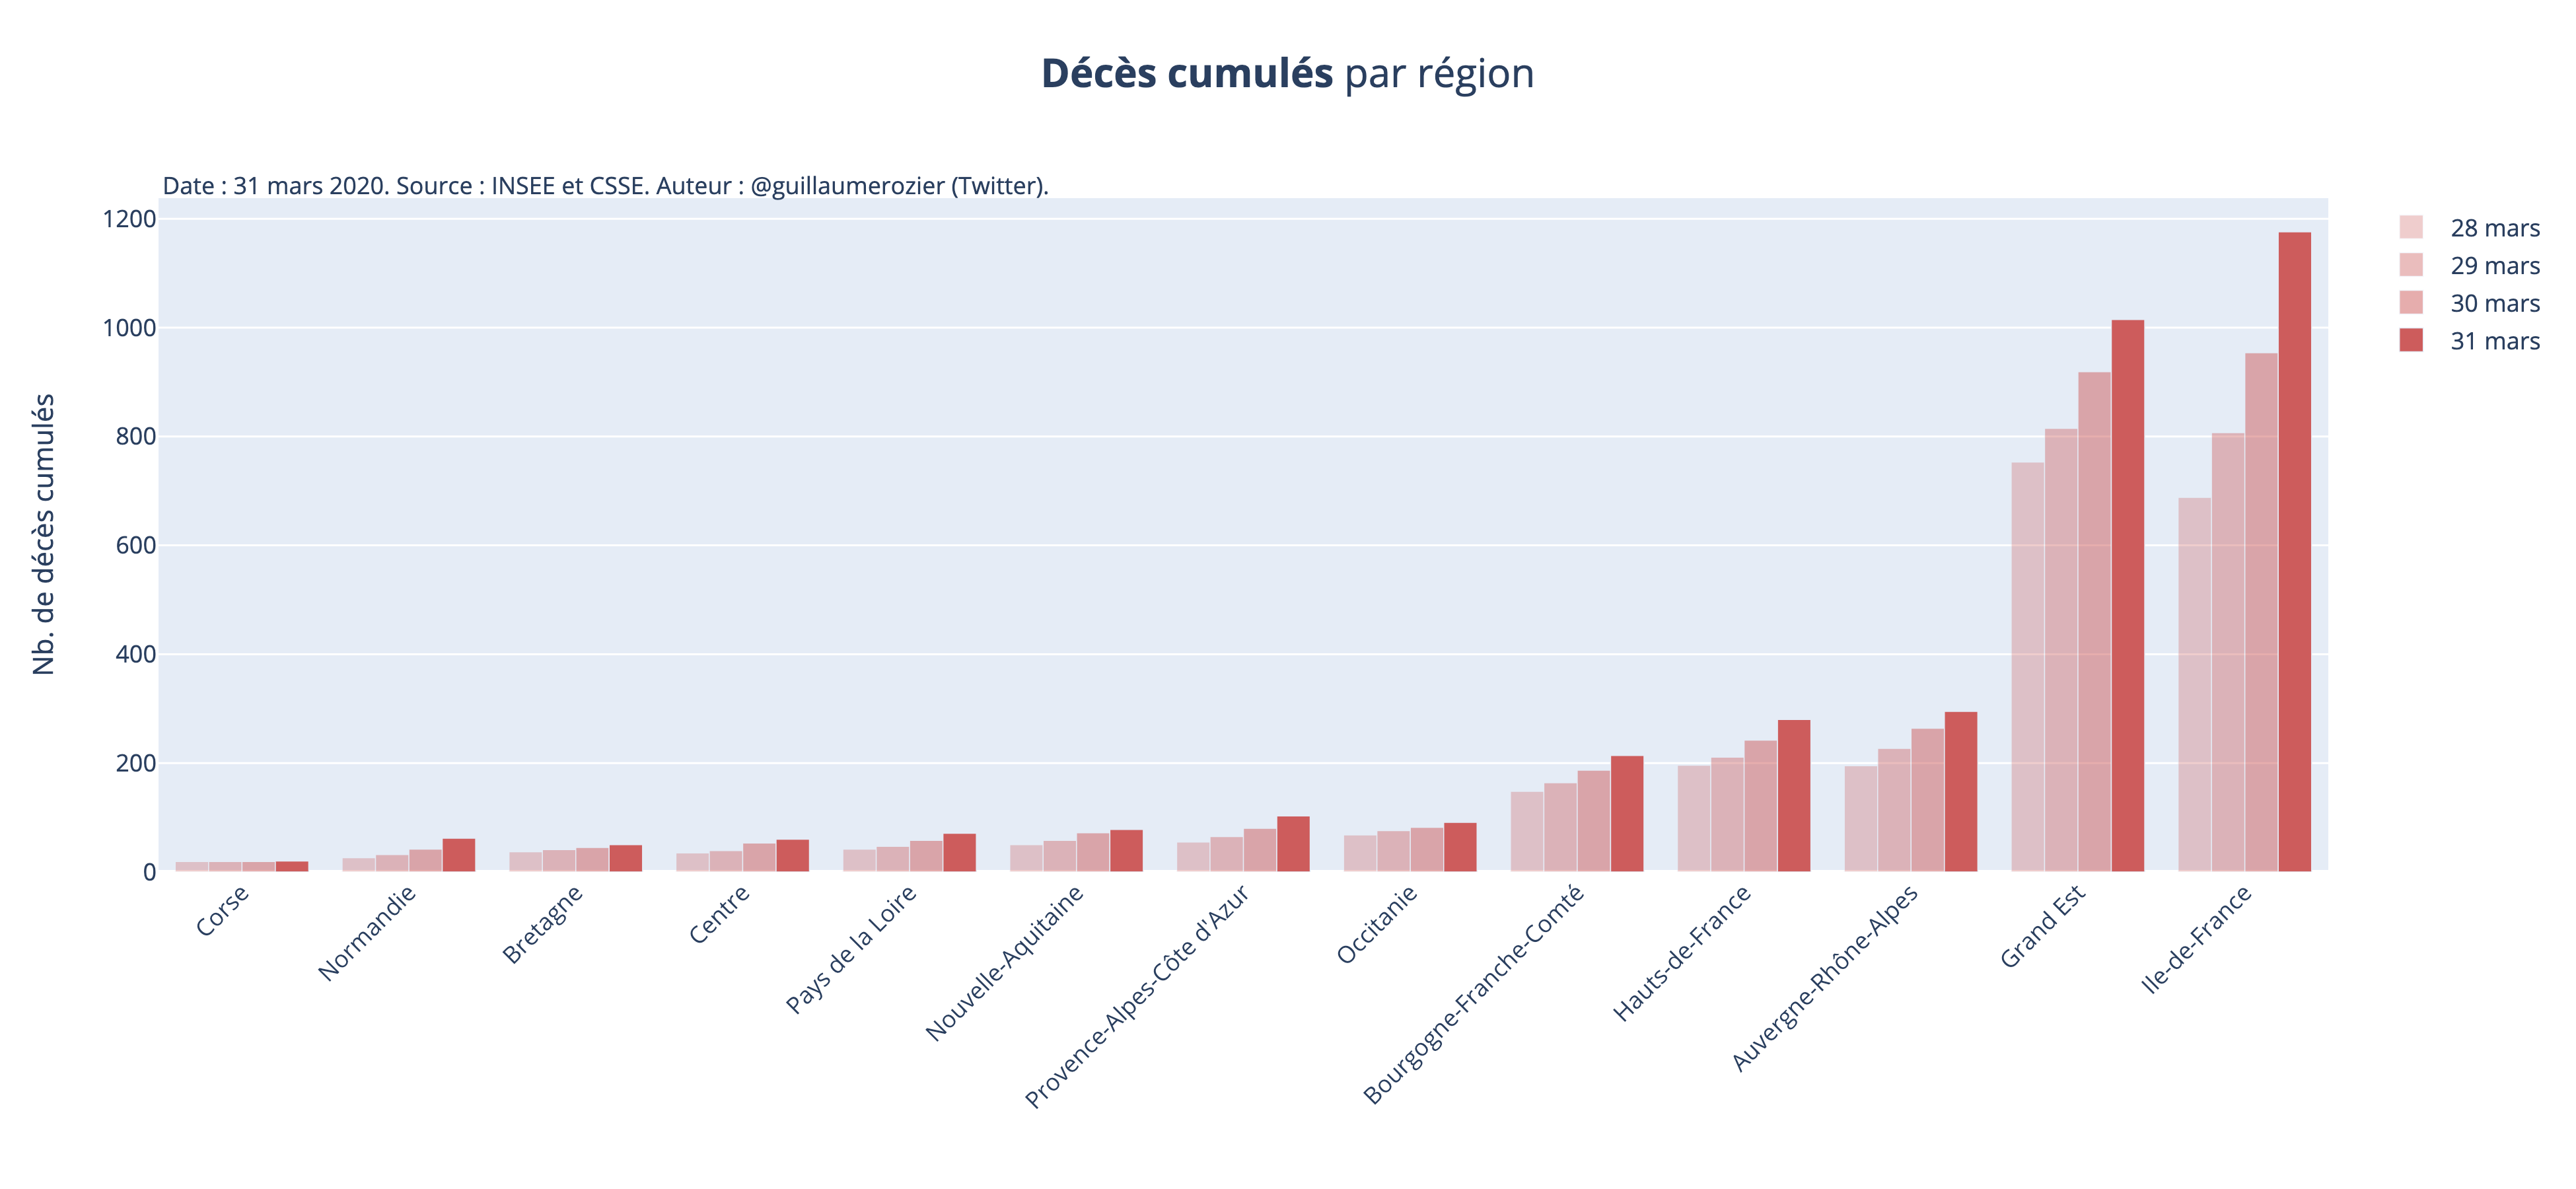 Décès cumulés par région
Date : 31 mars 2020. Source : INSEE et CSSE. Auteur : @guillaumerozier (Twitter).
Nb. de décès cumulés
1200
1000
800
600
400
200
0
28 mars
29 mars
30 mars
31 mars
Corse
Normandie
Bretagne
Centre
Pays de la Loire
Nouvelle-Aquitaine
Provence-Alpes-Côte d'Azur
Occitanie
Bourgogne-Franche-Comté
Hauts-de-France
Auvergne-Rhône-Alpes
Grand Est
Ile-de-France